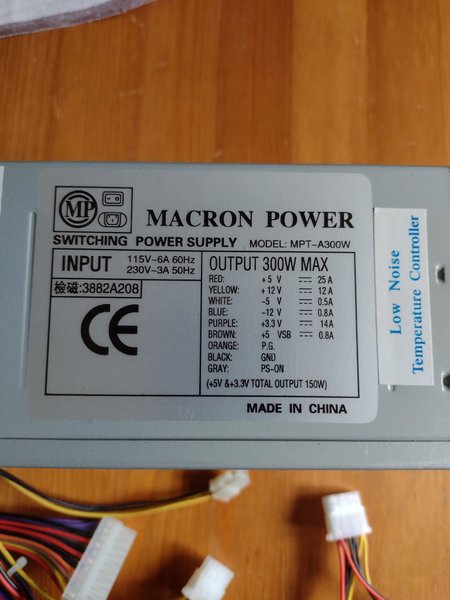 MP
MACRON POWER
SWITCHING POWER SUPPLY MODEL: MPT-A300W
INPUT 115V~6A 60Hz
230V~3A 50Hz
檢磁:3882A208
CE
OUTPUT 300W MAX
RED: +5 V ⎓ 25 A
YELLOW: +12 V ⎓ 12 A
WHITE: -5 V ⎓ 0.5A
BLUE: -12 V ⎓ 0.8A
PURPLE: +3.3 V ⎓ 14A
BROWN: +5 VSB ⎓ 0.8A
ORANGE: P.G.
BLACK: GND
GRAY: PS-ON
(+5V &+3.3V TOTAL OUTPUT 150W)
MADE IN CHINA
Low Noise
Temperature Controller